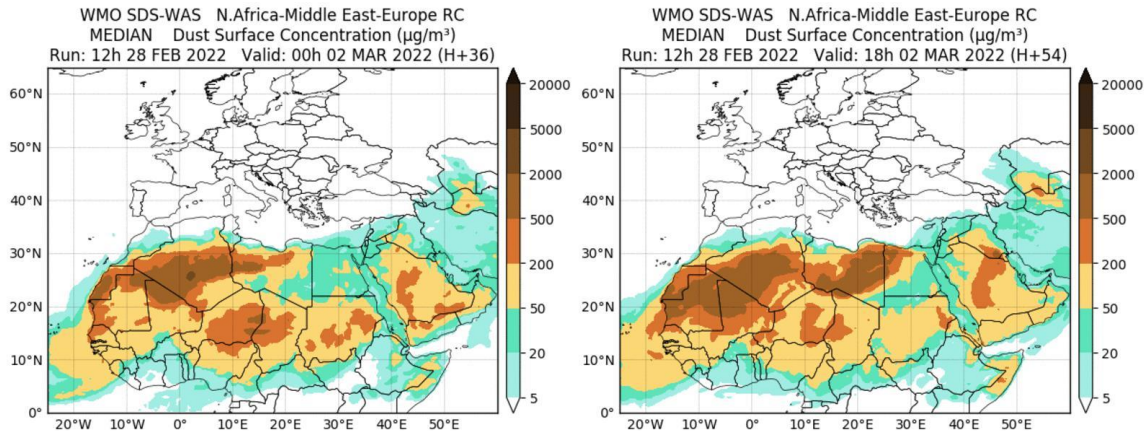 WMO SDS-WAS N.Africa-Middle East-Europe RC
MEDIAN Dust Surface Concentration (µg/m³)
Run: 12h 28 FEB 2022 Valid: 00h 02 MAR 2022 (H+36)
60°N
50°N
40°N
30°N
20°N
10°N
0°
20°W
10°W
0°
10°E
20°E
30°E
40°E
50°E
20000
5000
2000
500
200
50
20
5
WMO SDS-WAS N.Africa-Middle East-Europe RC
MEDIAN Dust Surface Concentration (µg/m³)
Run: 12h 28 FEB 2022 Valid: 18h 02 MAR 2022 (H+54)
60°N
50°N
40°N
30°N
20°N
10°N
0°
20°W
10°W
0°
10°E
20°E
30°E
40°E
50°E
20000
5000
2000
500
200
50
20
5